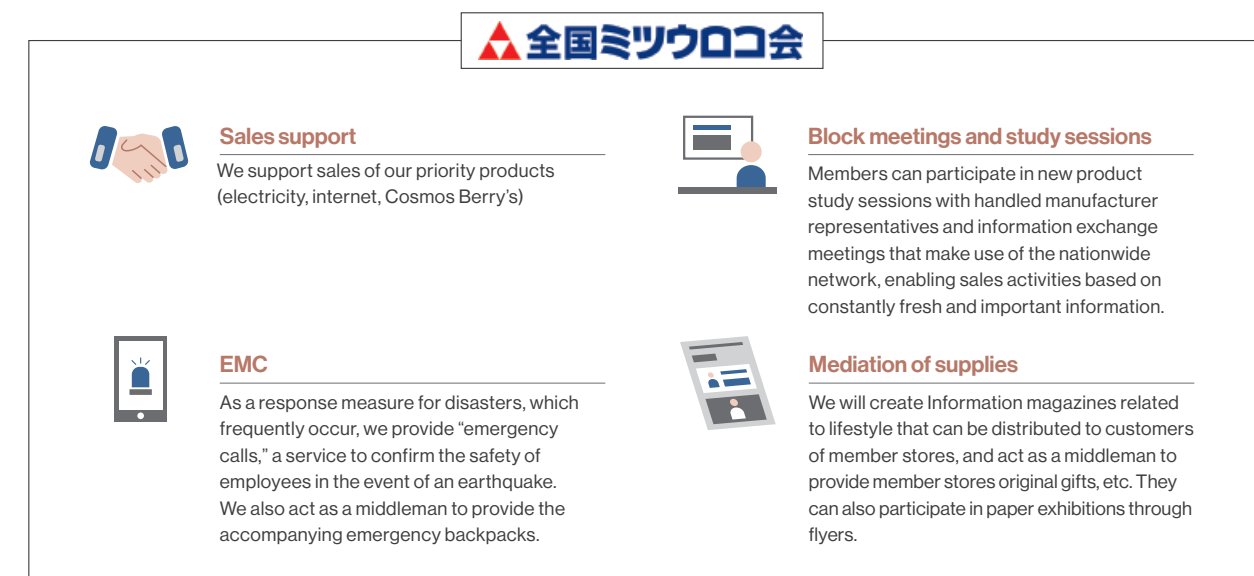 全国ミツウロコ会
Sales support
We support sales of our priority products
(electricity, internet, Cosmos Berry’s)
Block meetings and study sessions
Members can participate in new product
study sessions with handled manufacturer
representatives and information exchange
meetings that make use of the nationwide
network, enabling sales activities based on
constantly fresh and important information.
EMC
As a response measure for disasters, which
frequently occur, we provide “emergency
calls,” a service to confirm the safety of
employees in the event of an earthquake.
We also act as a middleman to provide the
accompanying emergency backpacks.
Mediation of supplies
We will create Information magazines related
to lifestyle that can be distributed to customers
of member stores, and act as a middleman to
provide member stores original gifts, etc. They
can also participate in paper exhibitions through
flyers.